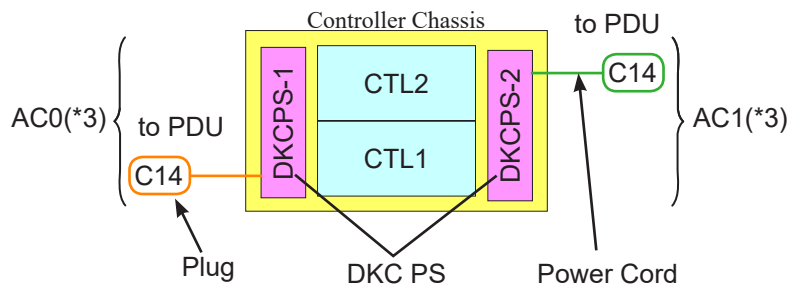 Controller Chassis
to PDU
C14
DKCPS-1
CTL2
DKCPS-2
AC0(*3)
to PDU
AC1(*3)
CTL1
C14
Plug
DKC PS
Power Cord